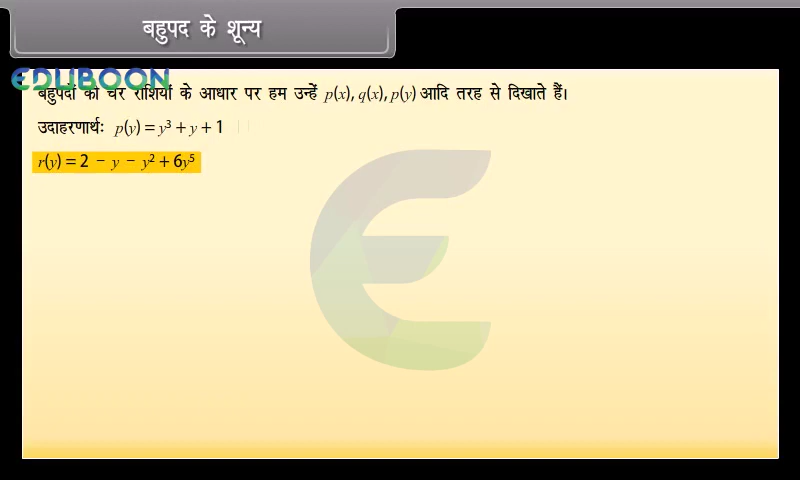 बहुपद के शून्य
EDUBOON
बहुपदों की चर राशियों के आधार पर हम उन्हें p(x), q(x), p(y) आदि तरह से दिखाते हैं।
उदाहरणार्थः p(y) = y³ + y + 1
r(y) = 2 − y − y² + 6y⁵